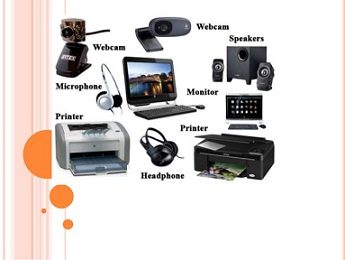 Webcam
Webcam
Speakers
Microphone
Monitor
Printer
Printer
Headphone